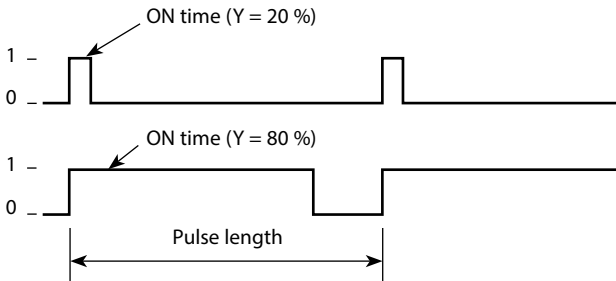 ON time (Y = 20 %)
1 –
0 –
ON time (Y = 80 %)
1 –
0 –
Pulse length